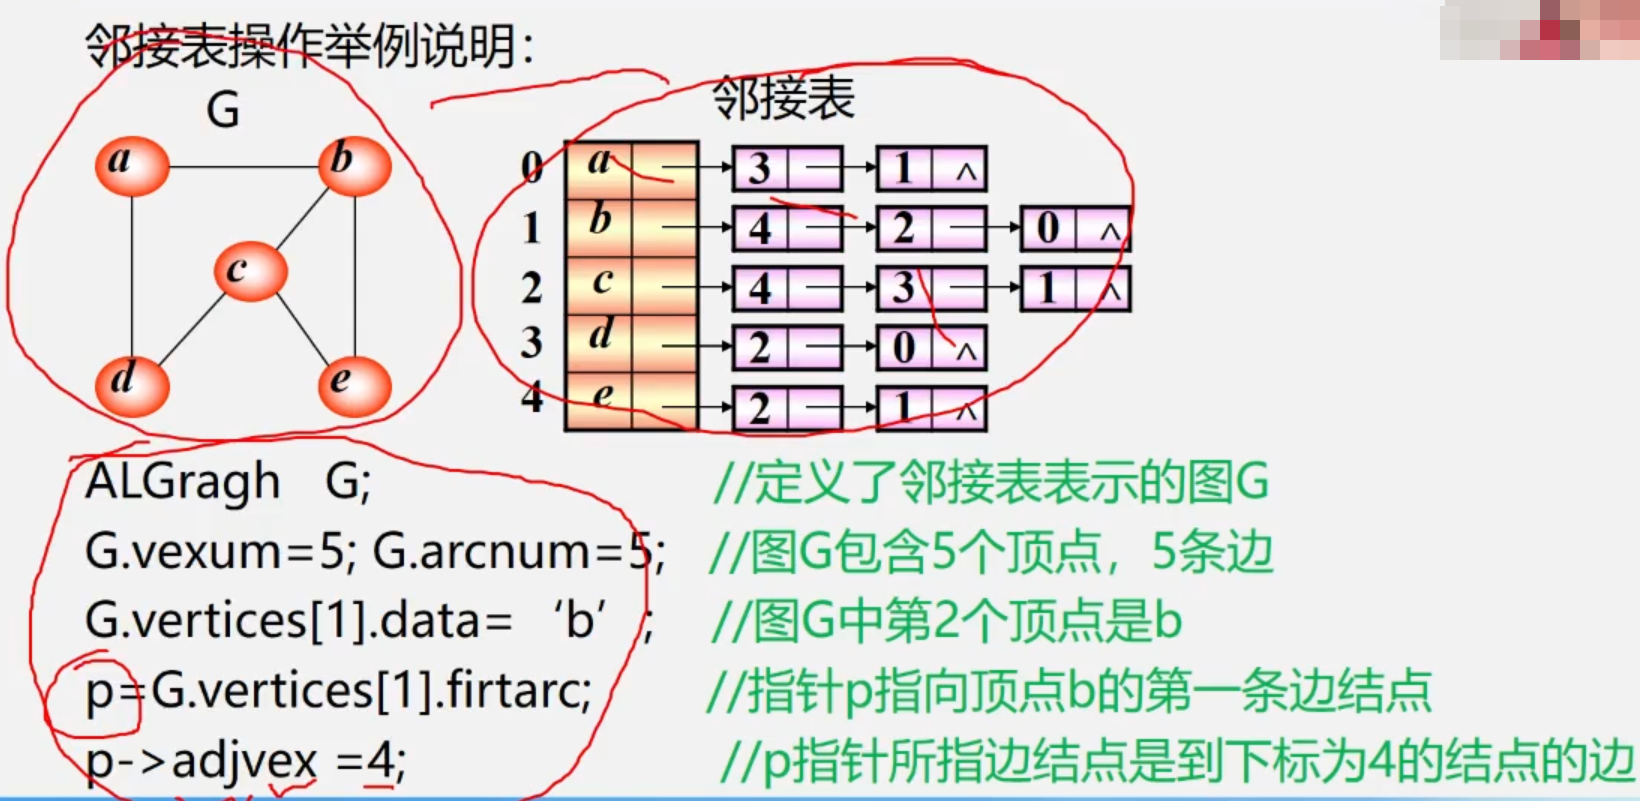 邻接表操作举例说明：
G
邻接表
a
b
c
d
e
0 a 3 1 ^
1 b 4 2 0 ^
2 c 4 3 1 ^
3 d 2 0 ^
4 e 2 1 ^
ALGragh G; //定义了邻接表表示的图G
G.vexum=5; G.arcnum=5; //图G包含5个顶点，5条边
G.vertices[1].data= ‘b’ ; //图G中第2个顶点是b
p=G.vertices[1].firtarc; //指针p指向顶点b的第一条边结点
p->adjvex =4; //p指针所指边结点是到下标为4的结点的边